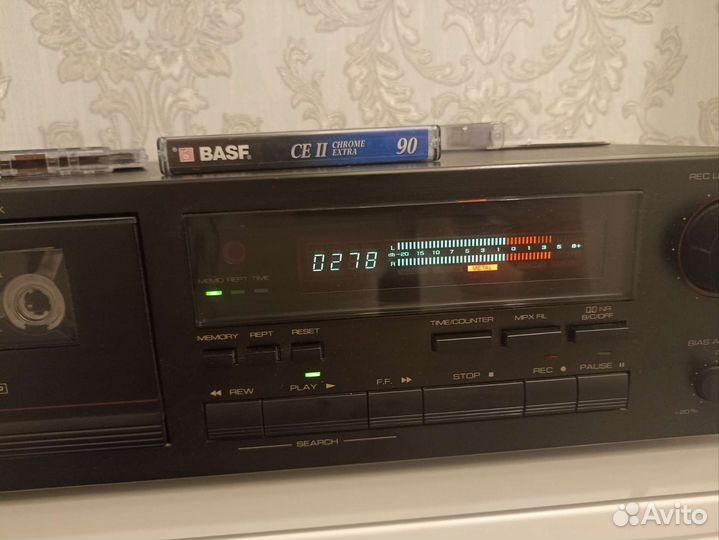 BASF CE II CHROME EXTRA 90
REC L
L
db -20 15 10 7 5 3 1 0 1 3 5 8+
R
0278
METAL
MEMO REPT TIME
MEMORY REPT RESET
TIME/COUNTER MPX FIL NR B/C/OFF
BIAS A
REW PLAY F.F. STOP REC PAUSE
-20%
SEARCH
Avito